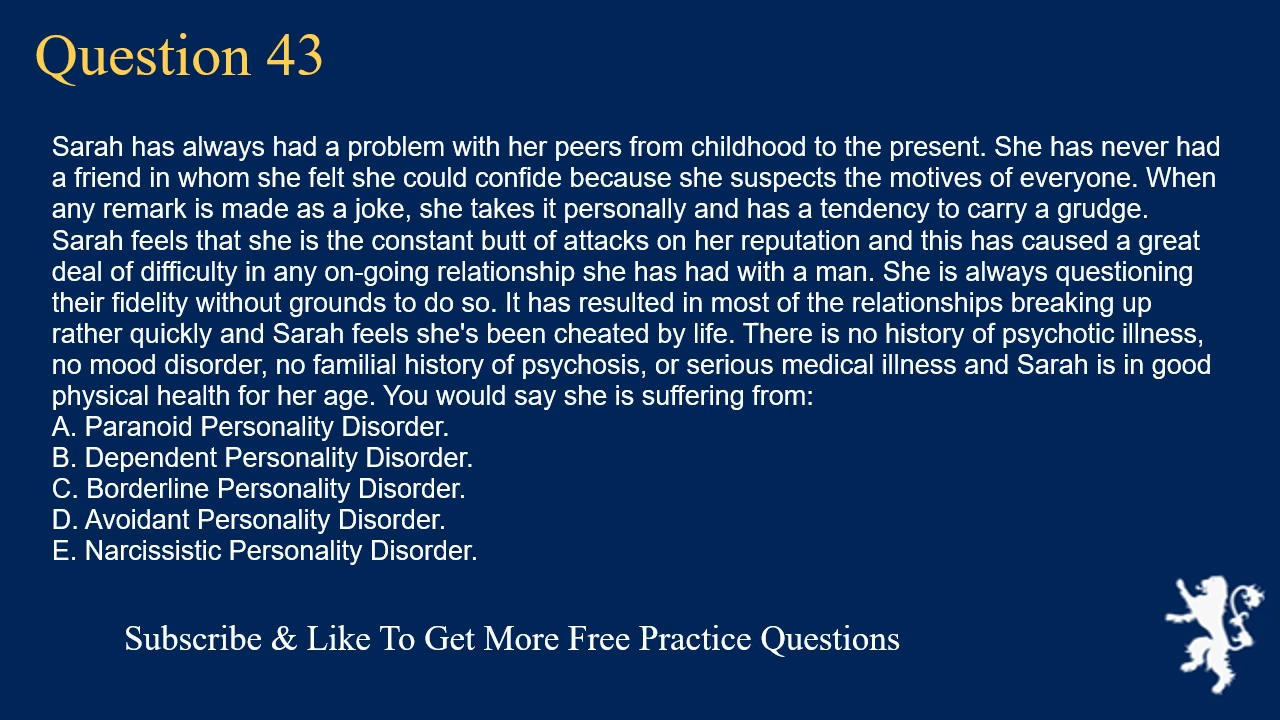 Question 43
Sarah has always had a problem with her peers from childhood to the present. She has never had
a friend in whom she felt she could confide because she suspects the motives of everyone. When
any remark is made as a joke, she takes it personally and has a tendency to carry a grudge.
Sarah feels that she is the constant butt of attacks on her reputation and this has caused a great
deal of difficulty in any on-going relationship she has had with a man. She is always questioning
their fidelity without grounds to do so. It has resulted in most of the relationships breaking up
rather quickly and Sarah feels she's been cheated by life. There is no history of psychotic illness,
no mood disorder, no familial history of psychosis, or serious medical illness and Sarah is in good
physical health for her age. You would say she is suffering from:
A. Paranoid Personality Disorder.
B. Dependent Personality Disorder.
C. Borderline Personality Disorder.
D. Avoidant Personality Disorder.
E. Narcissistic Personality Disorder.
Subscribe & Like To Get More Free Practice Questions